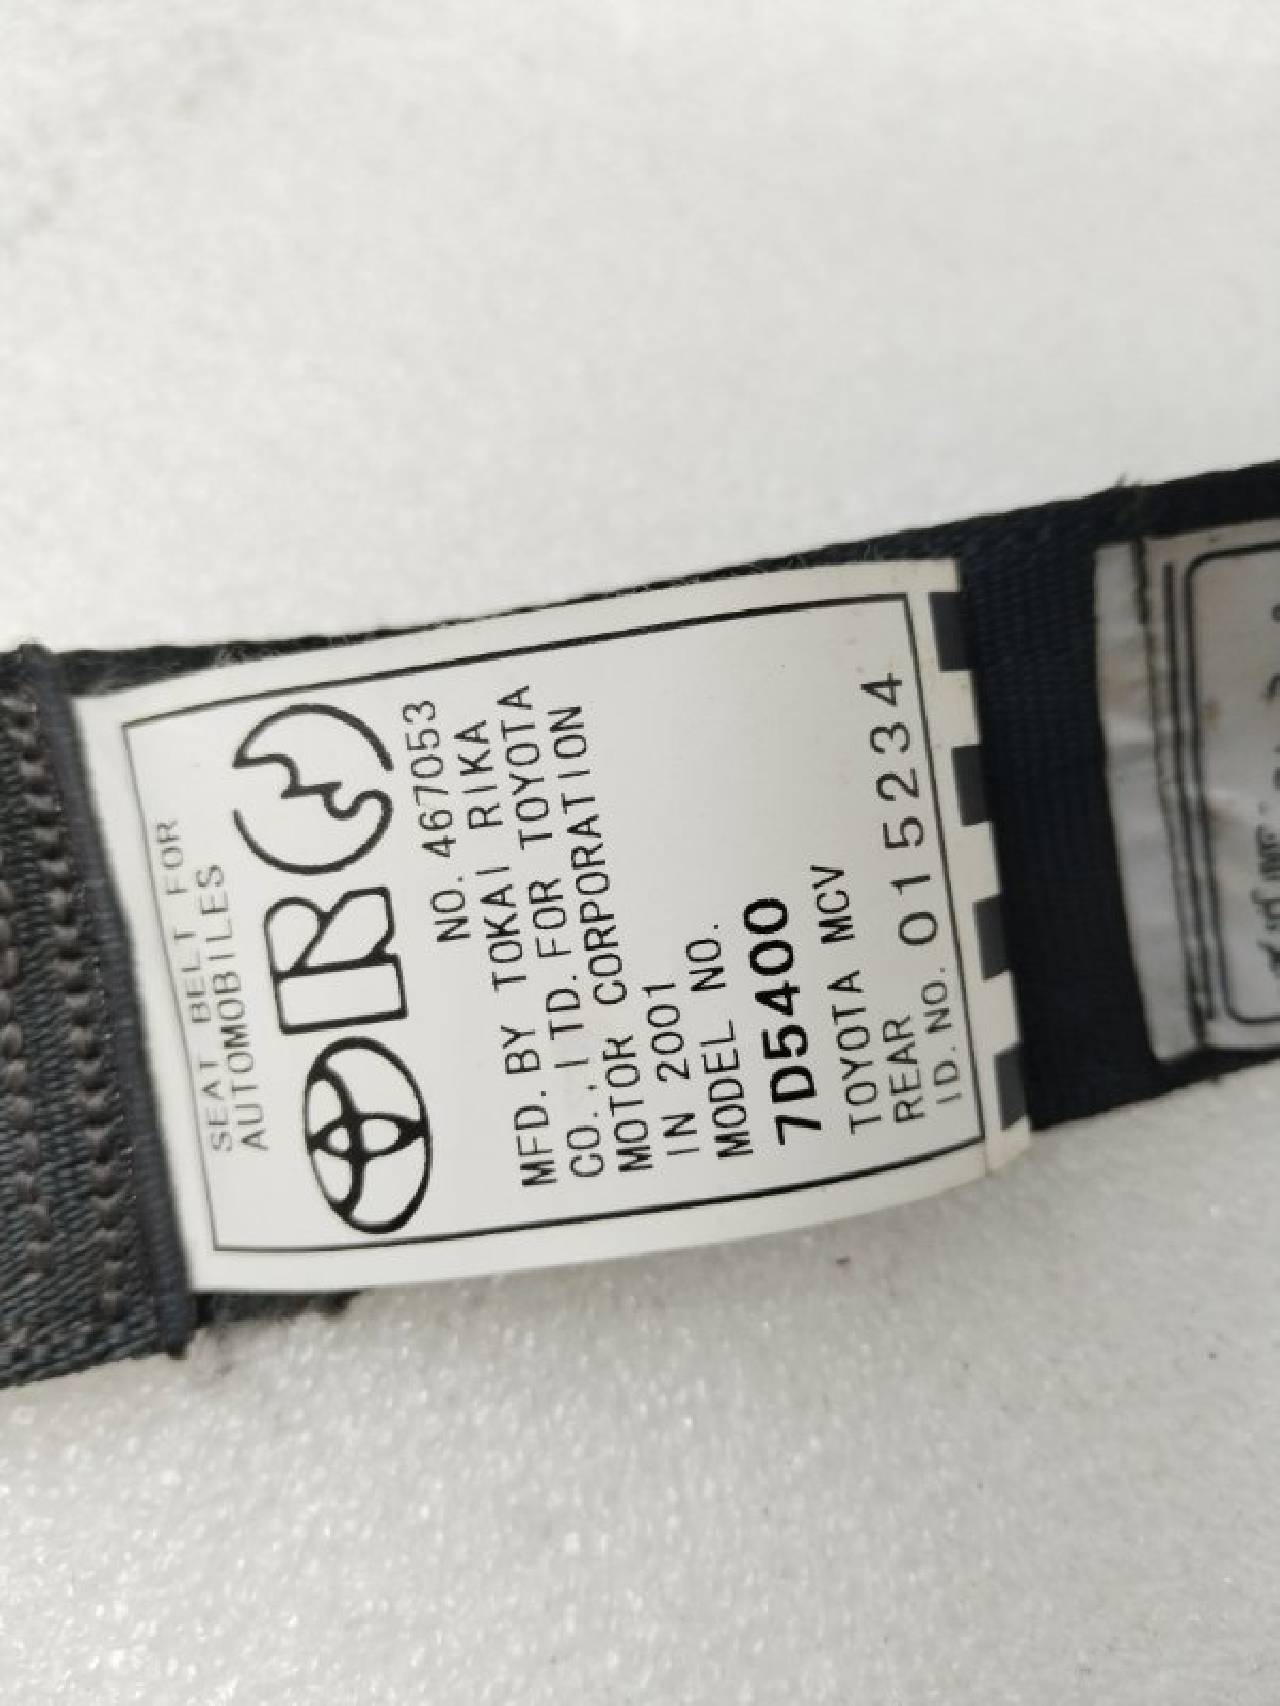 SEAT BELT FOR
AUTOMOBILES
R
NO. 467053
MFD. BY TOKAI RIKA
CO., LTD. FOR TOYOTA
MOTOR CORPORATION
IN 2001
MODEL NO.
7D5400
TOYOTA MCV
REAR
ID. NO. 015234